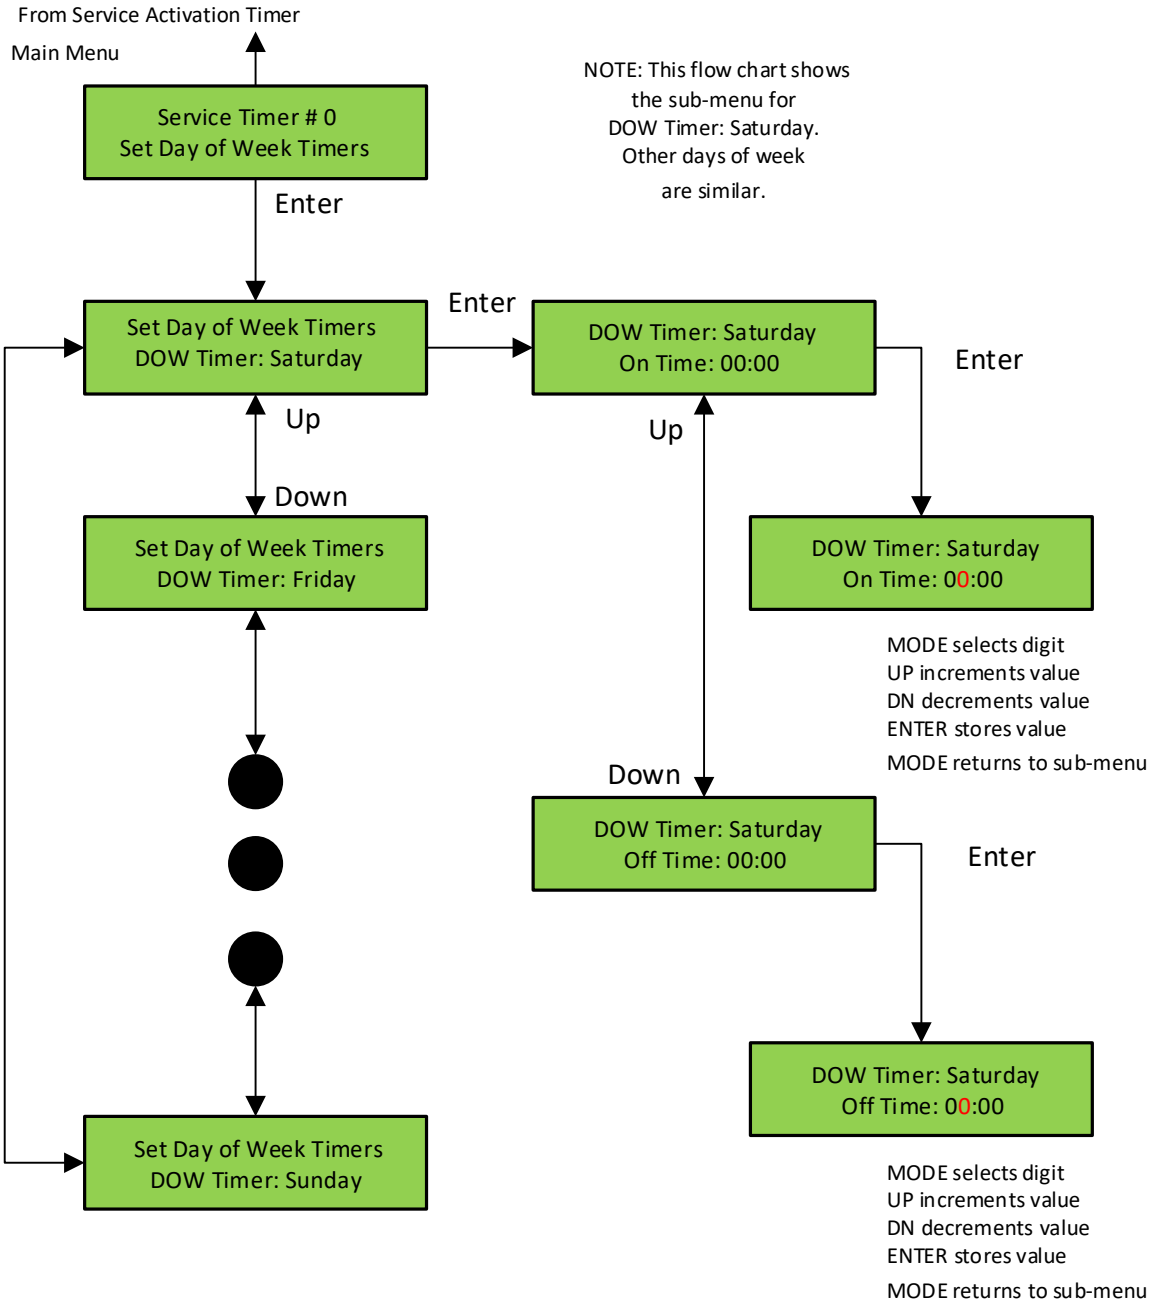 From Service Activation Timer
Main Menu
NOTE: This flow chart shows
the sub-menu for
DOW Timer: Saturday.
Other days of week
are similar.
Service Timer # 0
Set Day of Week Timers
Enter
Set Day of Week Timers
DOW Timer: Saturday
Enter
DOW Timer: Saturday
On Time: 00:00
Enter
Up
Up
Down
Set Day of Week Timers
DOW Timer: Friday
DOW Timer: Saturday
On Time: 00:00
MODE selects digit
UP increments value
DN decrements value
ENTER stores value
MODE returns to sub-menu
Down
DOW Timer: Saturday
Off Time: 00:00
Enter
DOW Timer: Saturday
Off Time: 00:00
Set Day of Week Timers
DOW Timer: Sunday
MODE selects digit
UP increments value
DN decrements value
ENTER stores value
MODE returns to sub-menu